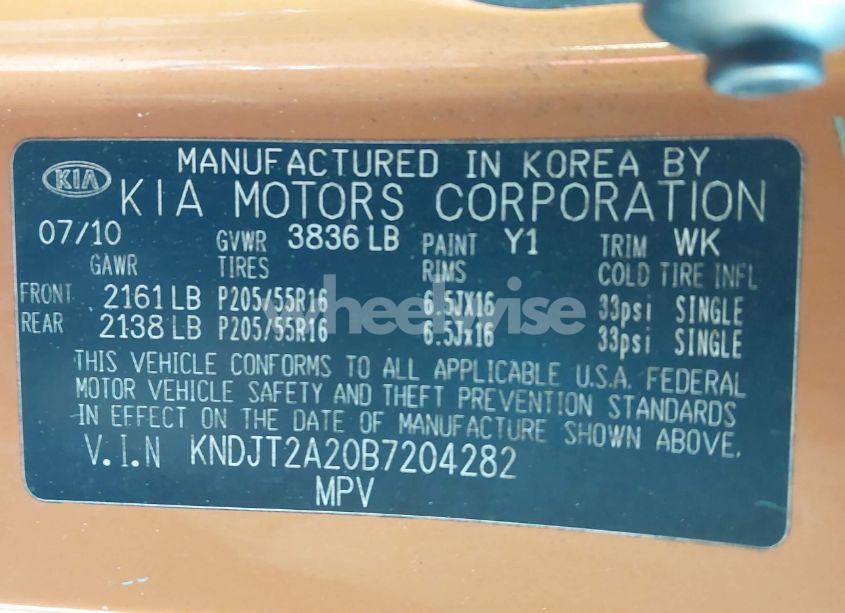 KIA MANUFACTURED IN KOREA BY
KIA MOTORS CORPORATION
07/10 GVWR 3836 LB PAINT Y1 TRIM WK
GAWR TIRES RIMS COLD TIRE INFL
FRONT 2161 LB P205/55R16 6.5JX16 33psi SINGLE
REAR 2138 LB P205/55R16 6.5Jx16 33psi SINGLE
wheelwise
THIS VEHICLE CONFORMS TO ALL APPLICABLE U.S.A. FEDERAL
MOTOR VEHICLE SAFETY AND THEFT PREVENTION STANDARDS
IN EFFECT ON THE DATE OF MANUFACTURE SHOWN ABOVE.
V.I.N KNDJT2A20B7204282
MPV